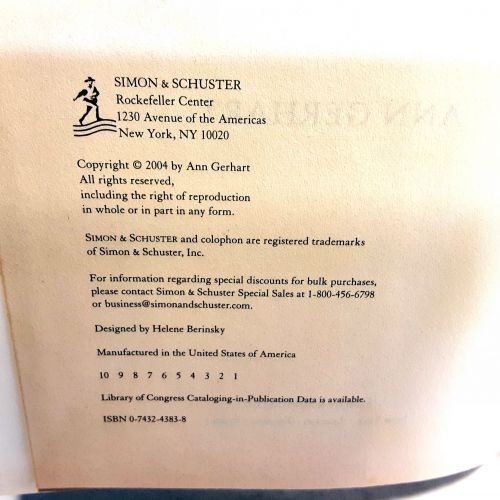 SIMON & SCHUSTER
Rockefeller Center
1230 Avenue of the Americas
New York, NY 10020
Copyright © 2004 by Ann Gerhart
All rights reserved,
including the right of reproduction
in whole or in part in any form.
SIMON & SCHUSTER and colophon are registered trademarks
of Simon & Schuster, Inc.
For information regarding special discounts for bulk purchases,
please contact Simon & Schuster Special Sales at 1-800-456-6798
or business@simonandschuster.com.
Designed by Helene Berinsky
Manufactured in the United States of America
10 9 8 7 6 5 4 3 2 1
Library of Congress Cataloging-in-Publication Data is available.
ISBN 0-7432-4383-8